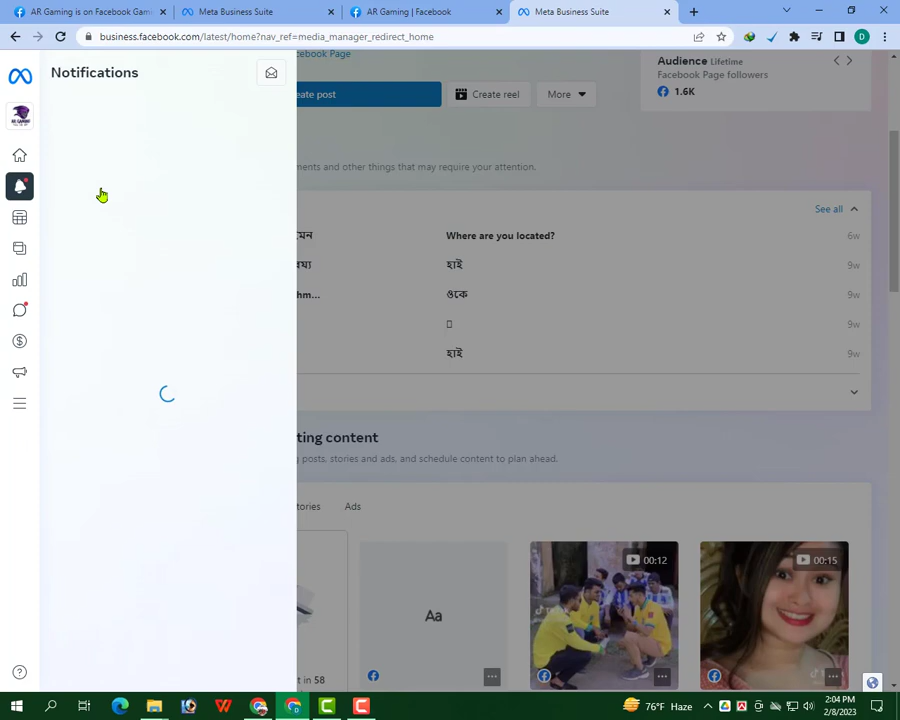 AR Gaming is on Facebook Gami
Meta Business Suite
AR Gaming | Facebook
Meta Business Suite
business.facebook.com/latest/home?nav_ref=media_manager_redirect_home
Notifications
Facebook Page
eate post
Create reel
More
Audience Lifetime
Facebook Page followers
1.6K
ments and other things that may require your attention.
See all
Where are you located?
6w
হাই
9w
hm...
ওকে
9w
9w
হাই
9w
ting content
g posts, stories and ads, and schedule content to plan ahead.
tories
Ads
Aa
00:12
00:15
t in 58
76°F Haze
2:04 PM
2/8/2023